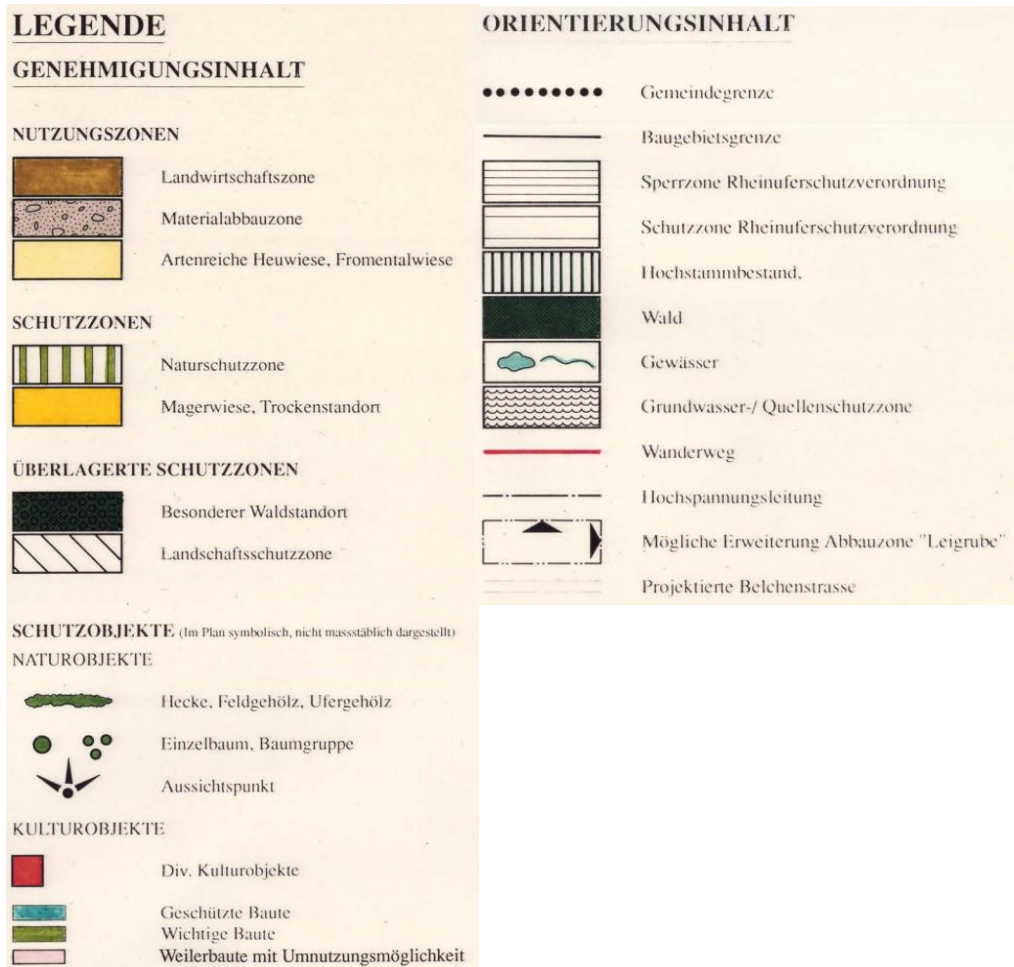 LEGENDE
GENEHMIGUNGSINHALT
NUTZUNGSZONEN
Landwirtschaftszone
Materialabbauzone
Artenreiche Heuwiese, Fromentalwiese
SCHUTZZONEN
Naturschutzzone
Magerwiese, Trockenstandort
ÜBERLAGERTE SCHUTZZONEN
Besonderer Waldstandort
Landschaftsschutzzone
SCHUTZOBJEKTE (Im Plan symbolisch, nicht massstäblich dargestellt)
NATUROBJEKTE
Hecke, Feldgehölz, Ufergehölz
Einzelbaum, Baumgruppe
Aussichtspunkt
KULTUROBJEKTE
Div. Kulturobjekte
Geschützte Baute
Wichtige Baute
Weilerbaute mit Umnutzungsmöglichkeit
ORIENTIERUNGSINHALT
Gemeindegrenze
Baugebietsgrenze
Sperrzone Rheinuferschutzverordnung
Schutzzone Rheinuferschutzverordnung
Hochstammbestand,
Wald
Gewässer
Grundwasser-/ Quellenschutzzone
Wanderweg
Hochspannungsleitung
Mögliche Erweiterung Abbauzone "Leigrube"
Projektierte Belchenstrasse